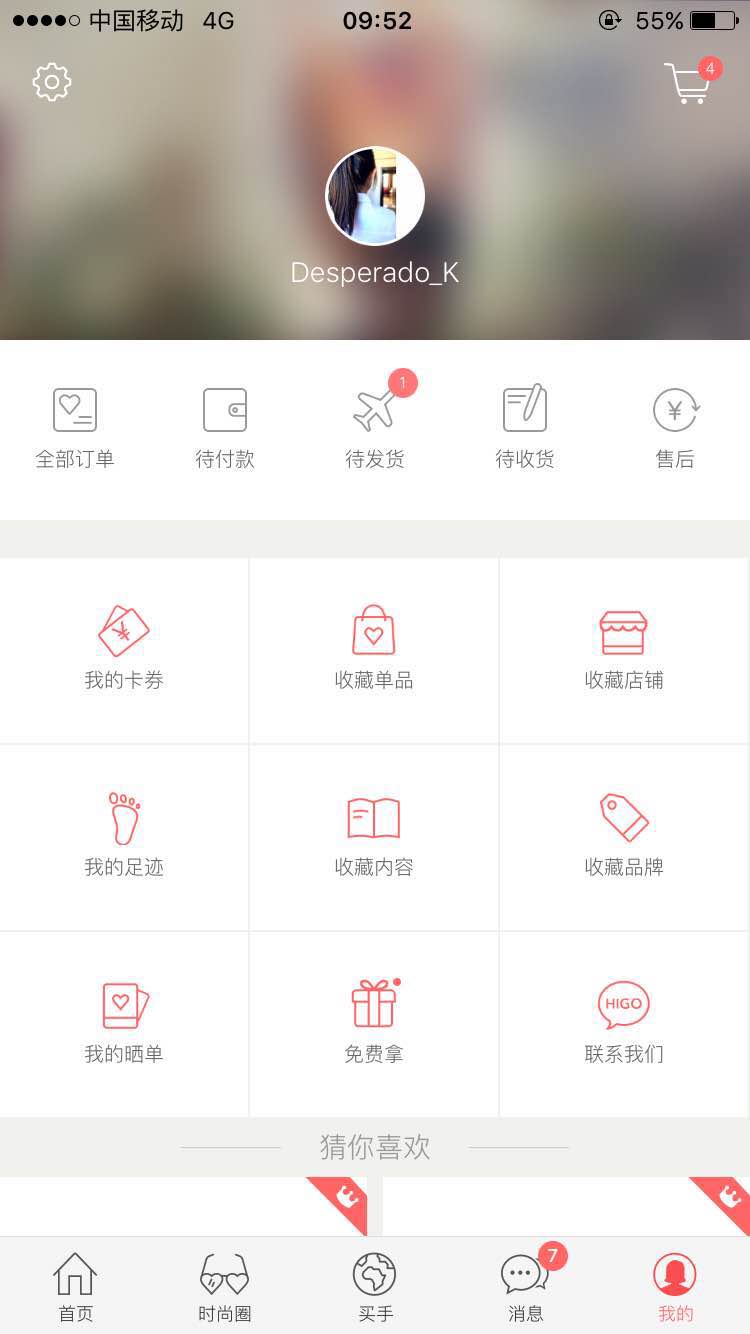 中国移动 4G 09:52 55%
4
Desperado_K
1
全部订单 待付款 待发货 待收货 售后
我的卡券 收藏单品 收藏店铺
我的足迹 收藏内容 收藏品牌
HIGO
我的晒单 免费拿 联系我们
猜你喜欢
7
首页 时尚圈 买手 消息 我的